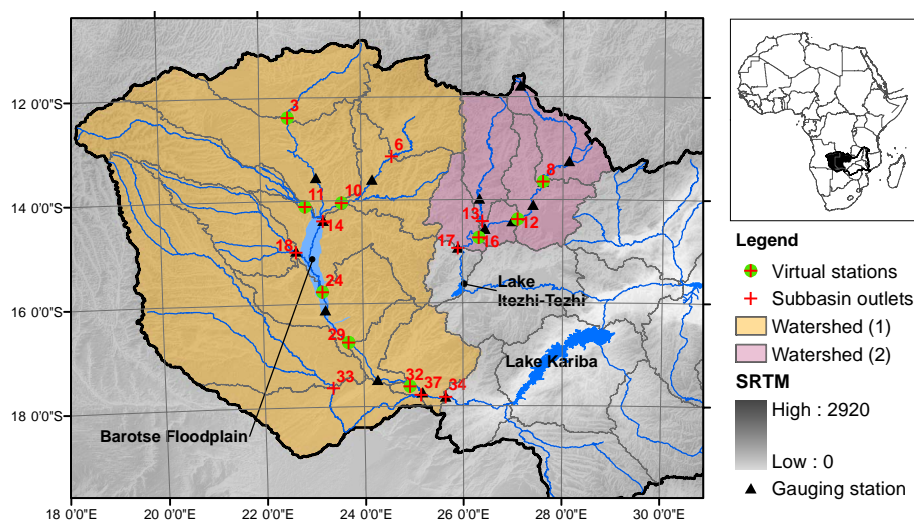 12 0'0"S
14 0'0"S
16 0'0"S
18 0'0"S
3
6
8
11
10
14
13
12
16
17
18
24
29
33
32
37
34
Lake
Itezhi-Tezhi
Lake Kariba
Barotse Floodplain
18 0'0"E
20 0'0"E
22 0'0"E
24 0'0"E
26 0'0"E
28 0'0"E
30 0'0"E
Legend
Virtual stations
Subbasin outlets
Watershed (1)
Watershed (2)
SRTM
High : 2920
Low : 0
Gauging station